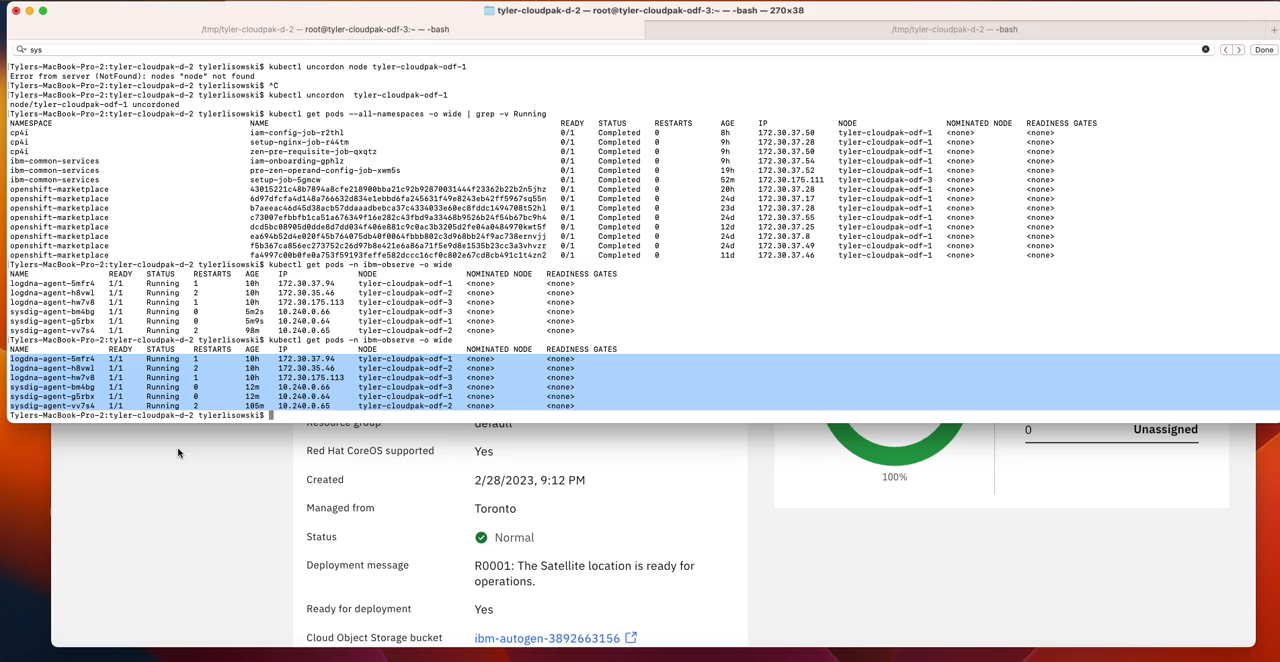 tyler-cloudpak-d-2 — root@tyler-cloudpak-odf-3:~ — -bash — 270×38
/tmp/tyler-cloudpak-d-2 — root@tyler-cloudpak-odf-3:~ — -bash
/tmp/tyler-cloudpak-d-2 — -bash
sys
Done
[Tylers-MacBook-Pro-2:tyler-cloudpak-d-2 tylerlisowski$ kubectl uncordon node tyler-cloudpak-odf-1
Error from server (NotFound): nodes "node" not found
[Tylers-MacBook-Pro-2:tyler-cloudpak-d-2 tylerlisowski$ ^C
[Tylers-MacBook-Pro-2:tyler-cloudpak-d-2 tylerlisowski$ kubectl uncordon  tyler-cloudpak-odf-1
node/tyler-cloudpak-odf-1 uncordoned
[Tylers-MacBook-Pro-2:tyler-cloudpak-d-2 tylerlisowski$ kubectl get pods --all-namespaces -o wide | grep -v Running
NAMESPACE NAME READY STATUS RESTARTS AGE IP NODE NOMINATED NODE READINESS GATES
cp4i iam-config-job-r2thl 0/1 Completed 0 8h 172.30.37.50 tyler-cloudpak-odf-1 <none> <none>
cp4i setup-nginx-job-r44tm 0/1 Completed 0 9h 172.30.37.28 tyler-cloudpak-odf-1 <none> <none>
cp4i zen-pre-requisite-job-qxqtz 0/1 Completed 0 9h 172.30.37.50 tyler-cloudpak-odf-1 <none> <none>
ibm-common-services iam-onboarding-gphlz 0/1 Completed 0 9h 172.30.37.54 tyler-cloudpak-odf-1 <none> <none>
ibm-common-services pre-zen-operand-config-job-xwm5s 0/1 Completed 0 19h 172.30.37.52 tyler-cloudpak-odf-1 <none> <none>
ibm-common-services setup-job-5gmcw 0/1 Completed 0 52m 172.30.175.111 tyler-cloudpak-odf-3 <none> <none>
openshift-marketplace 43015221c48b7894a8cfe218900bba21c92b92870031444f23362b22b2n5jhz 0/1 Completed 0 20h 172.30.37.28 tyler-cloudpak-odf-1 <none> <none>
openshift-marketplace 6d97dfcfa4d148a766632d834e1ebbd6fa245631f49e8243eb42ff5967sq55n 0/1 Completed 0 24d 172.30.37.17 tyler-cloudpak-odf-1 <none> <none>
openshift-marketplace b7aeeac46d45d38acb57ddaaadbebca37c4334033e60ec8fddc1494708t52hl 0/1 Completed 0 23d 172.30.37.28 tyler-cloudpak-odf-1 <none> <none>
openshift-marketplace c73007efbbfb1ca51a676349f16e282c43fbd9a33468b9526b24f54b67bc9h4 0/1 Completed 0 24d 172.30.37.55 tyler-cloudpak-odf-1 <none> <none>
openshift-marketplace dcd5bc08905d0dde8d7dd034f406e881c9c0ac3b3205d2fe04a0484970kwt5f 0/1 Completed 0 12d 172.30.37.25 tyler-cloudpak-odf-1 <none> <none>
openshift-marketplace ea694b52d4e020f45b764075db40f0064fbbb802c3d968bb24f9ac738ernvjj 0/1 Completed 0 24d 172.30.37.8 tyler-cloudpak-odf-1 <none> <none>
openshift-marketplace f5b367ca856ec273752c26d97b8e421e6a86a71f5e9d8e1535b23cc3a3vhvzr 0/1 Completed 0 24d 172.30.37.49 tyler-cloudpak-odf-1 <none> <none>
openshift-marketplace fa4997c00b0fe0a753f59193feffe582dccc16cf0c802e67cd8cb491c1t4zn2 0/1 Completed 0 11d 172.30.37.46 tyler-cloudpak-odf-1 <none> <none>
[Tylers-MacBook-Pro-2:tyler-cloudpak-d-2 tylerlisowski$ kubectl get pods -n ibm-observe -o wide
NAME READY STATUS RESTARTS AGE IP NODE NOMINATED NODE READINESS GATES
logdna-agent-5mfr4 1/1 Running 1 10h 172.30.37.94 tyler-cloudpak-odf-1 <none> <none>
logdna-agent-h8vwl 1/1 Running 2 10h 172.30.35.46 tyler-cloudpak-odf-2 <none> <none>
logdna-agent-hw7v8 1/1 Running 1 10h 172.30.175.113 tyler-cloudpak-odf-3 <none> <none>
sysdig-agent-bm4bg 1/1 Running 0 5m2s 10.240.0.66 tyler-cloudpak-odf-3 <none> <none>
sysdig-agent-g5rbx 1/1 Running 0 5m9s 10.240.0.64 tyler-cloudpak-odf-1 <none> <none>
sysdig-agent-vv7s4 1/1 Running 2 98m 10.240.0.65 tyler-cloudpak-odf-2 <none> <none>
[Tylers-MacBook-Pro-2:tyler-cloudpak-d-2 tylerlisowski$ kubectl get pods -n ibm-observe -o wide
NAME READY STATUS RESTARTS AGE IP NODE NOMINATED NODE READINESS GATES
logdna-agent-5mfr4 1/1 Running 1 10h 172.30.37.94 tyler-cloudpak-odf-1 <none> <none>
logdna-agent-h8vwl 1/1 Running 2 10h 172.30.35.46 tyler-cloudpak-odf-2 <none> <none>
logdna-agent-hw7v8 1/1 Running 1 10h 172.30.175.113 tyler-cloudpak-odf-3 <none> <none>
sysdig-agent-bm4bg 1/1 Running 0 12m 10.240.0.66 tyler-cloudpak-odf-3 <none> <none>
sysdig-agent-g5rbx 1/1 Running 0 12m 10.240.0.64 tyler-cloudpak-odf-1 <none> <none>
sysdig-agent-vv7s4 1/1 Running 2 105m 10.240.0.65 tyler-cloudpak-odf-2 <none> <none>
Tylers-MacBook-Pro-2:tyler-cloudpak-d-2 tylerlisowski$
Resource group default
Red Hat CoreOS supported Yes
Created 2/28/2023, 9:12 PM
Managed from Toronto
Status Normal
Deployment message R0001: The Satellite location is ready for
operations.
Ready for deployment Yes
Cloud Object Storage bucket ibm-autogen-3892663156
100%
0 Unassigned